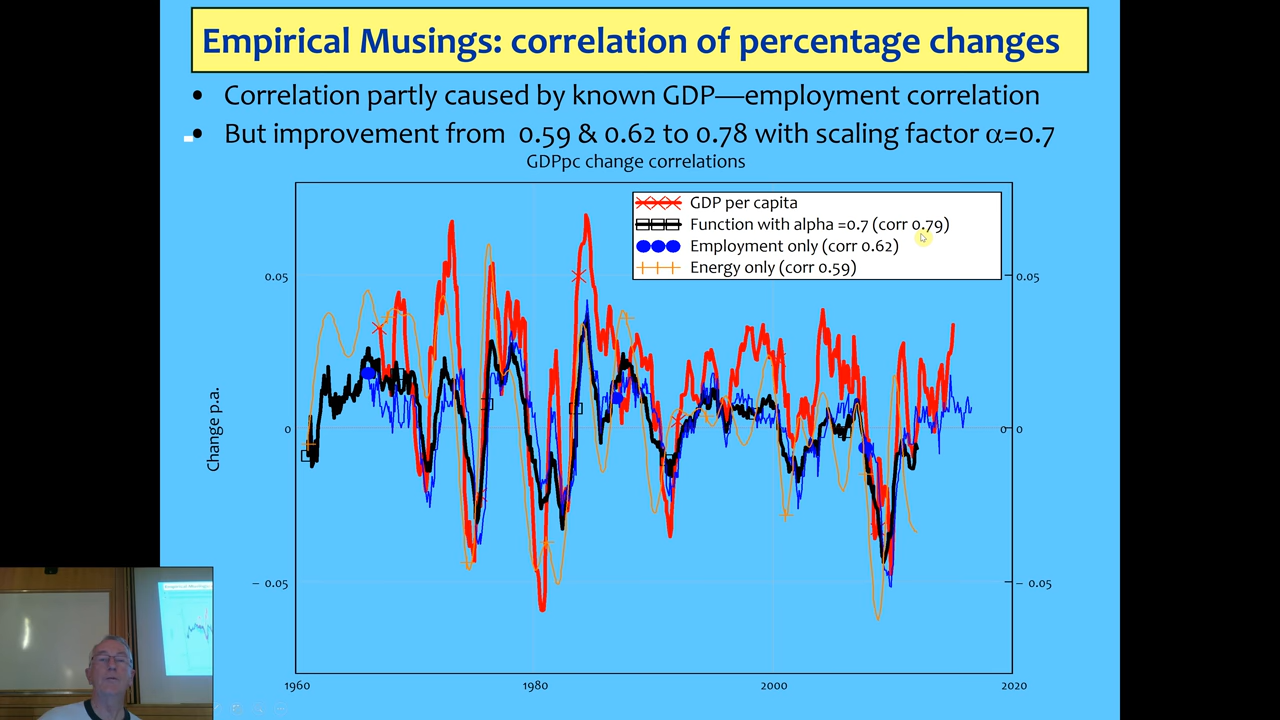 Empirical Musings: correlation of percentage changes
• Correlation partly caused by known GDP—employment correlation
• But improvement from 0.59 & 0.62 to 0.78 with scaling factor α=0.7
GDPpc change correlations
GDP per capita
Function with alpha =0.7 (corr 0.79)
Employment only (corr 0.62)
Energy only (corr 0.59)
Change p.a.
0.05
0
− 0.05
0.05
0 0
− 0.05
1960 1980 2000 2020